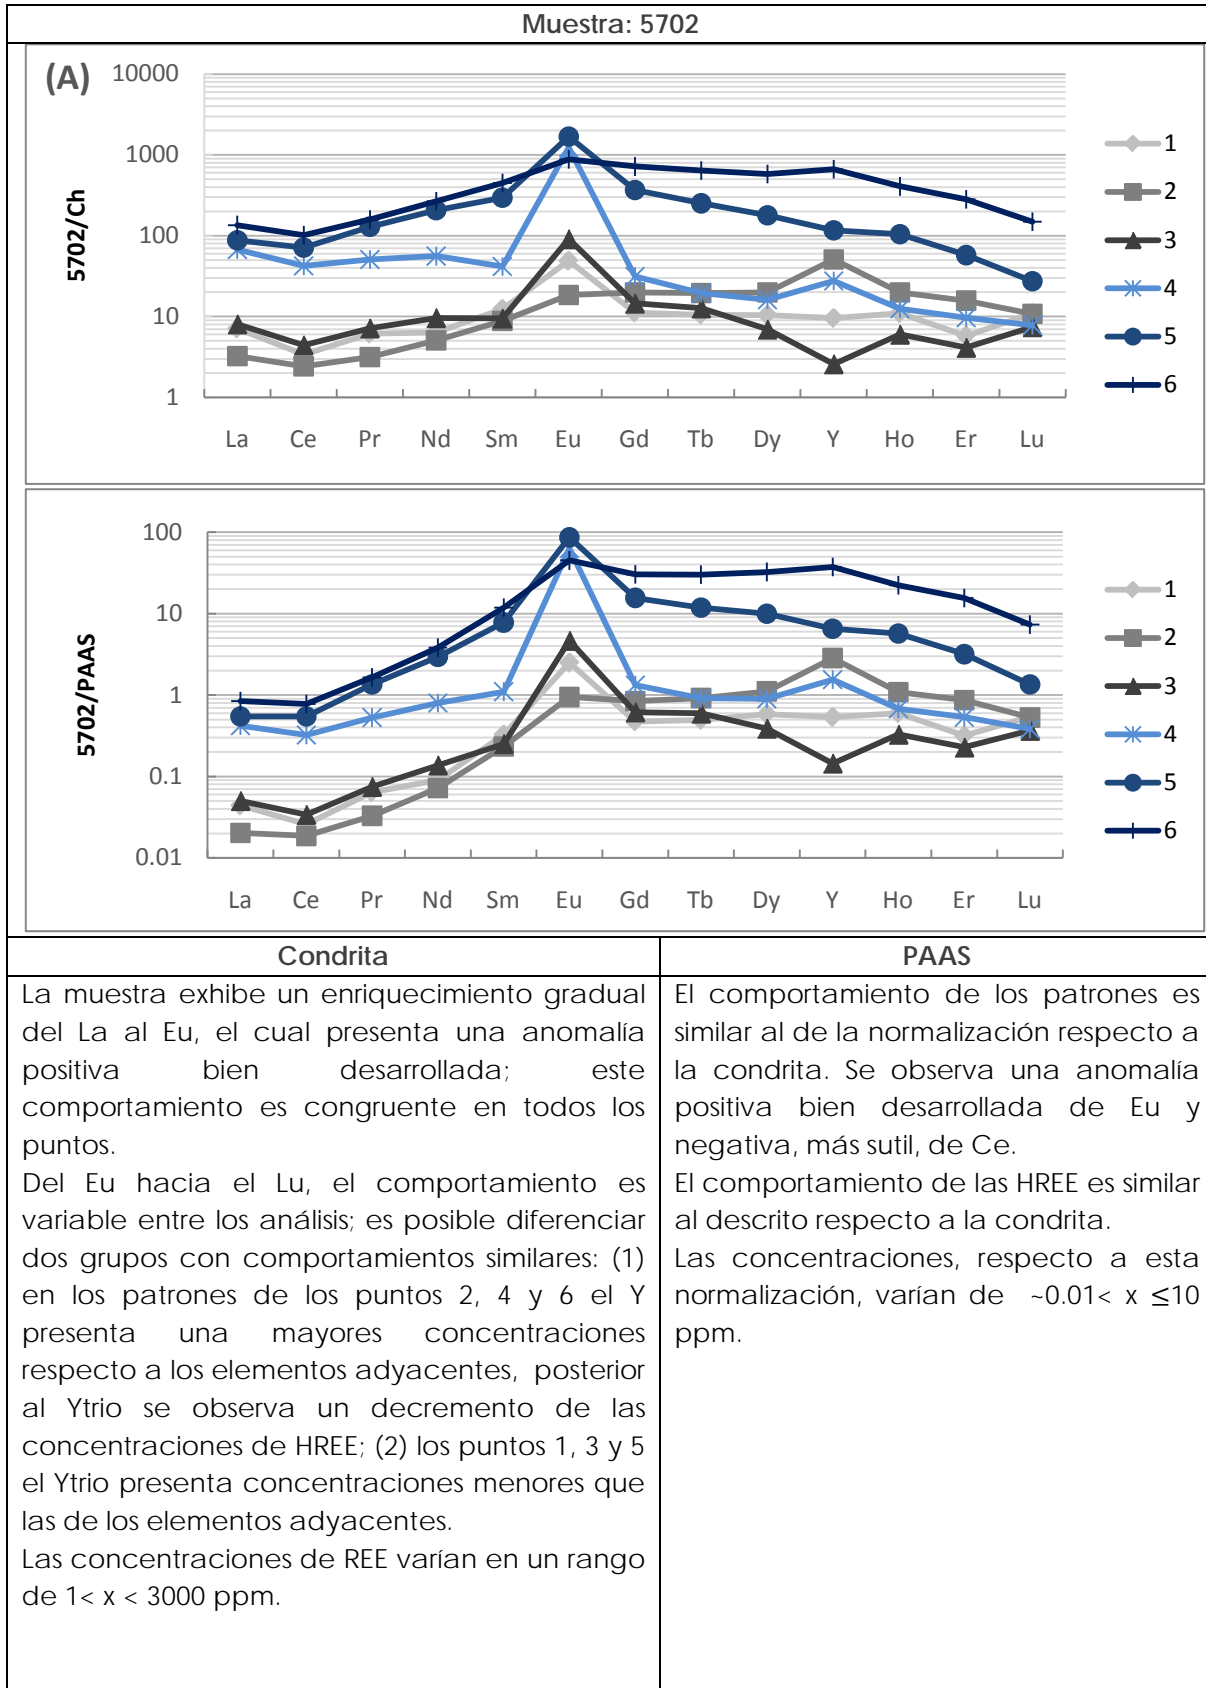 Muestra: 5702
(A)
10000
1000
100
10
1
5702/Ch
La Ce Pr Nd Sm Eu Gd Tb Dy Y Ho Er Lu
1
2
3
4
5
6
100
10
1
0.1
0.01
5702/PAAS
La Ce Pr Nd Sm Eu Gd Tb Dy Y Ho Er Lu
1
2
3
4
5
6
Condrita
La muestra exhibe un enriquecimiento gradual
del La al Eu, el cual presenta una anomalía
positiva bien desarrollada; este
comportamiento es congruente en todos los
puntos.
Del Eu hacia el Lu, el comportamiento es
variable entre los análisis; es posible diferenciar
dos grupos con comportamientos similares: (1)
en los patrones de los puntos 2, 4 y 6 el Y
presenta una mayores concentraciones
respecto a los elementos adyacentes, posterior
al Ytrio se observa un decremento de las
concentraciones de HREE; (2) los puntos 1, 3 y 5
el Ytrio presenta concentraciones menores que
las de los elementos adyacentes.
Las concentraciones de REE varían en un rango
de 1< x < 3000 ppm.
PAAS
El comportamiento de los patrones es
similar al de la normalización respecto a
la condrita. Se observa una anomalía
positiva bien desarrollada de Eu y
negativa, más sutil, de Ce.
El comportamiento de las HREE es similar
al descrito respecto a la condrita.
Las concentraciones, respecto a esta
normalización, varían de ~0.01< x ≤10
ppm.